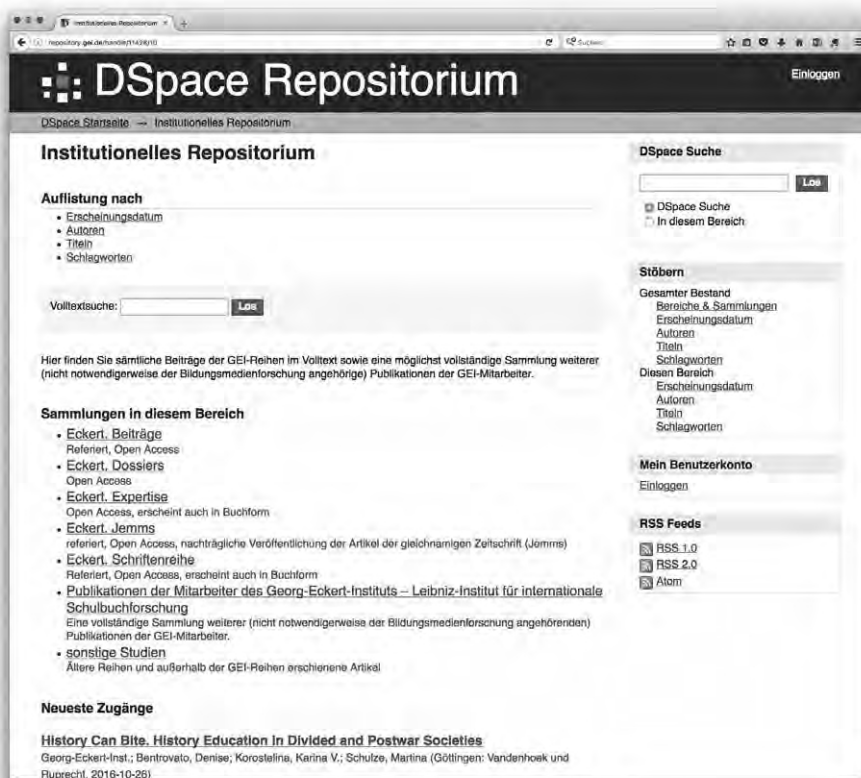 Institutionelles Repositorium
repository.gei.de/handle/11428/10
Suchen
DSpace Repositorium
Einloggen
DSpace Startseite → Institutionelles Repositorium
Institutionelles Repositorium
Auflistung nach
• Erscheinungsdatum
• Autoren
• Titeln
• Schlagworten
Volltextsuche: Los
Hier finden Sie sämtliche Beiträge der GEI-Reihen im Volltext sowie eine möglichst vollständige Sammlung weiterer
(nicht notwendigerweise der Bildungsmedienforschung angehörige) Publikationen der GEI-Mitarbeiter.
Sammlungen in diesem Bereich
• Eckert. Beiträge
Referiert, Open Access
• Eckert. Dossiers
Open Access
• Eckert. Expertise
Open Access, erscheint auch in Buchform
• Eckert. Jemms
referiert, Open Access, nachträgliche Veröffentlichung der Artikel der gleichnamigen Zeitschrift (Jemms)
• Eckert. Schriftenreihe
Referiert, Open Access, erscheint auch in Buchform
• Publikationen der Mitarbeiter des Georg-Eckert-Instituts – Leibniz-Institut für internationale
Schulbuchforschung
Eine vollständige Sammlung weiterer (nicht notwendigerweise der Bildungsmedienforschung angehörenden)
Publikationen der GEI-Mitarbeiter.
• sonstige Studien
Ältere Reihen und außerhalb der GEI-Reihen erschienene Artikel
Neueste Zugänge
History Can Bite. History Education in Divided and Postwar Societies
Georg-Eckert-Inst.; Bentrovato, Denise; Korostelina, Karina V.; Schulze, Martina (Göttingen: Vandenhoek und
Ruprecht, 2016-10-26)
DSpace Suche
Los
DSpace Suche
In diesem Bereich
Stöbern
Gesamter Bestand
Bereiche & Sammlungen
Erscheinungsdatum
Autoren
Titeln
Schlagworten
Diesen Bereich
Erscheinungsdatum
Autoren
Titeln
Schlagworten
Mein Benutzerkonto
Einloggen
RSS Feeds
RSS 1.0
RSS 2.0
Atom